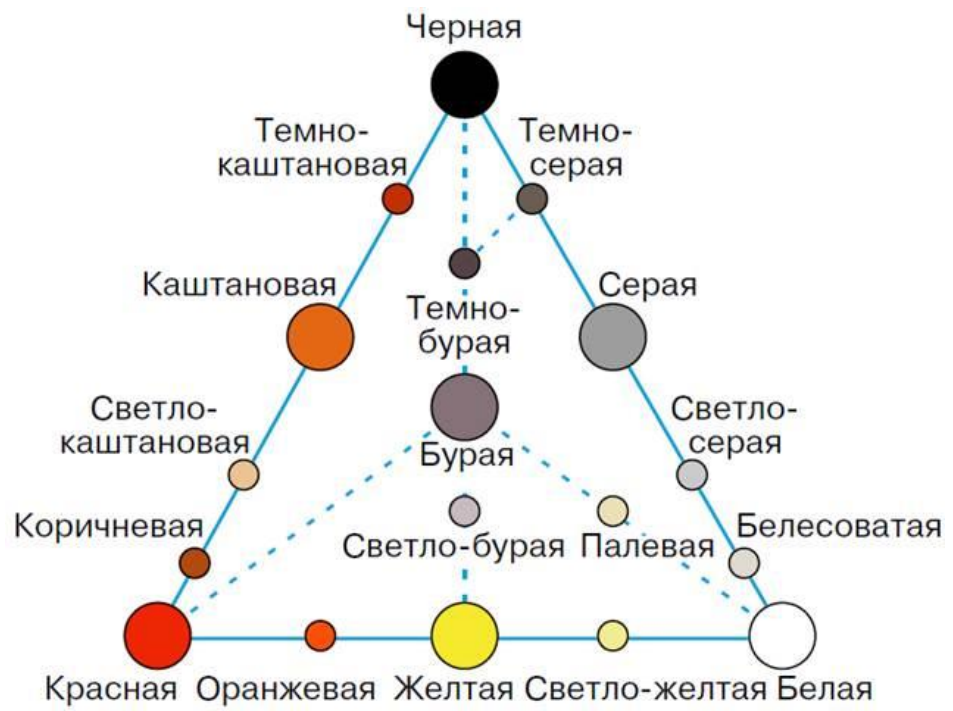 Черная
Темно-
каштановая
Темно-
серая
Каштановая
Серая
Темно-
бурая
Светло-
каштановая
Светло-
серая
Бурая
Коричневая
Светло-бурая
Палевая
Белесоватая
Красная
Оранжевая
Желтая
Светло-желтая
Белая